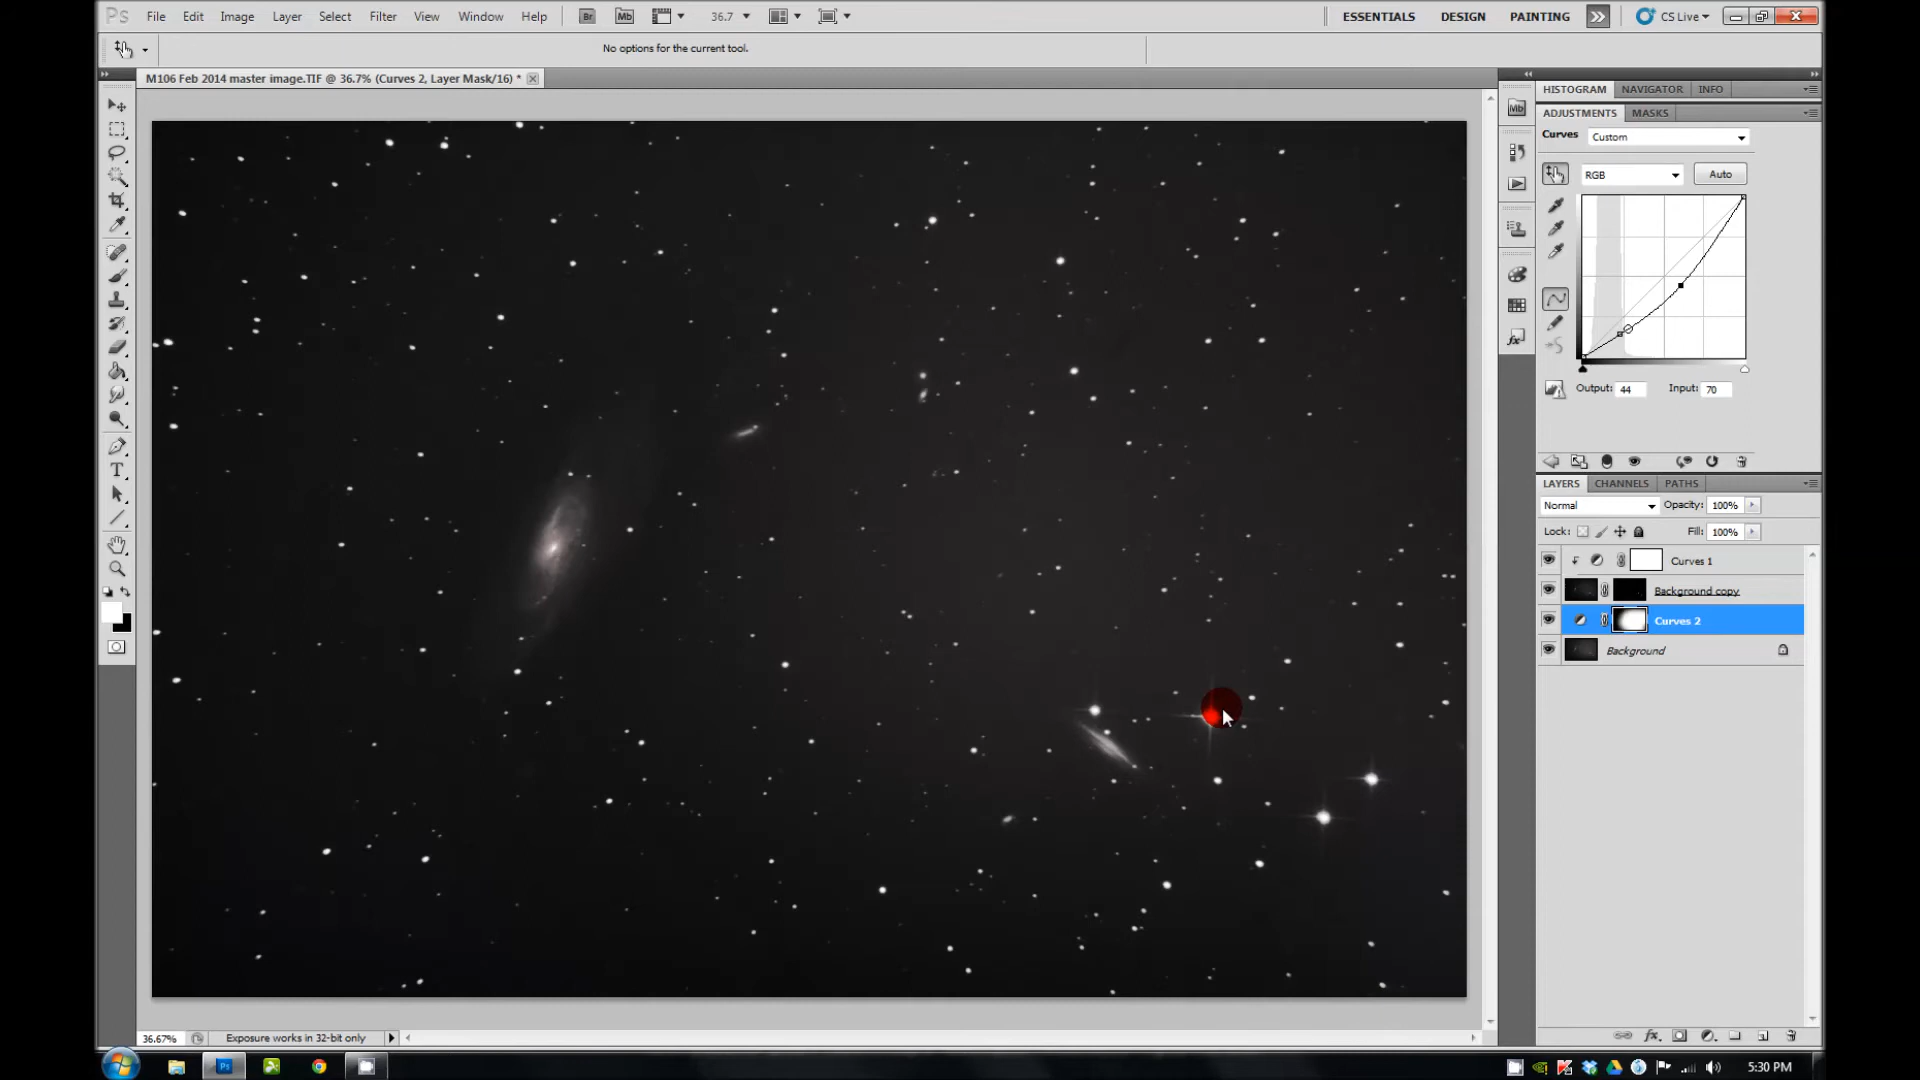 Ps File Edit Image Layer Select Filter View Window Help Br Mb 36.7 ESSENTIALS DESIGN PAINTING CS Live
No options for the current tool.
M106 Feb 2014 master image.TIF @ 36.7% (Curves 2, Layer Mask/16) *
HISTOGRAM NAVIGATOR INFO
Mb
ADJUSTMENTS MASKS
Curves Custom
RGB Auto
Output: 44 Input: 70
LAYERS CHANNELS PATHS
Normal Opacity: 100%
Lock: Fill: 100%
Curves 1
Background copy
Curves 2
Background
36.67% Exposure works in 32-bit only
5:30 PM